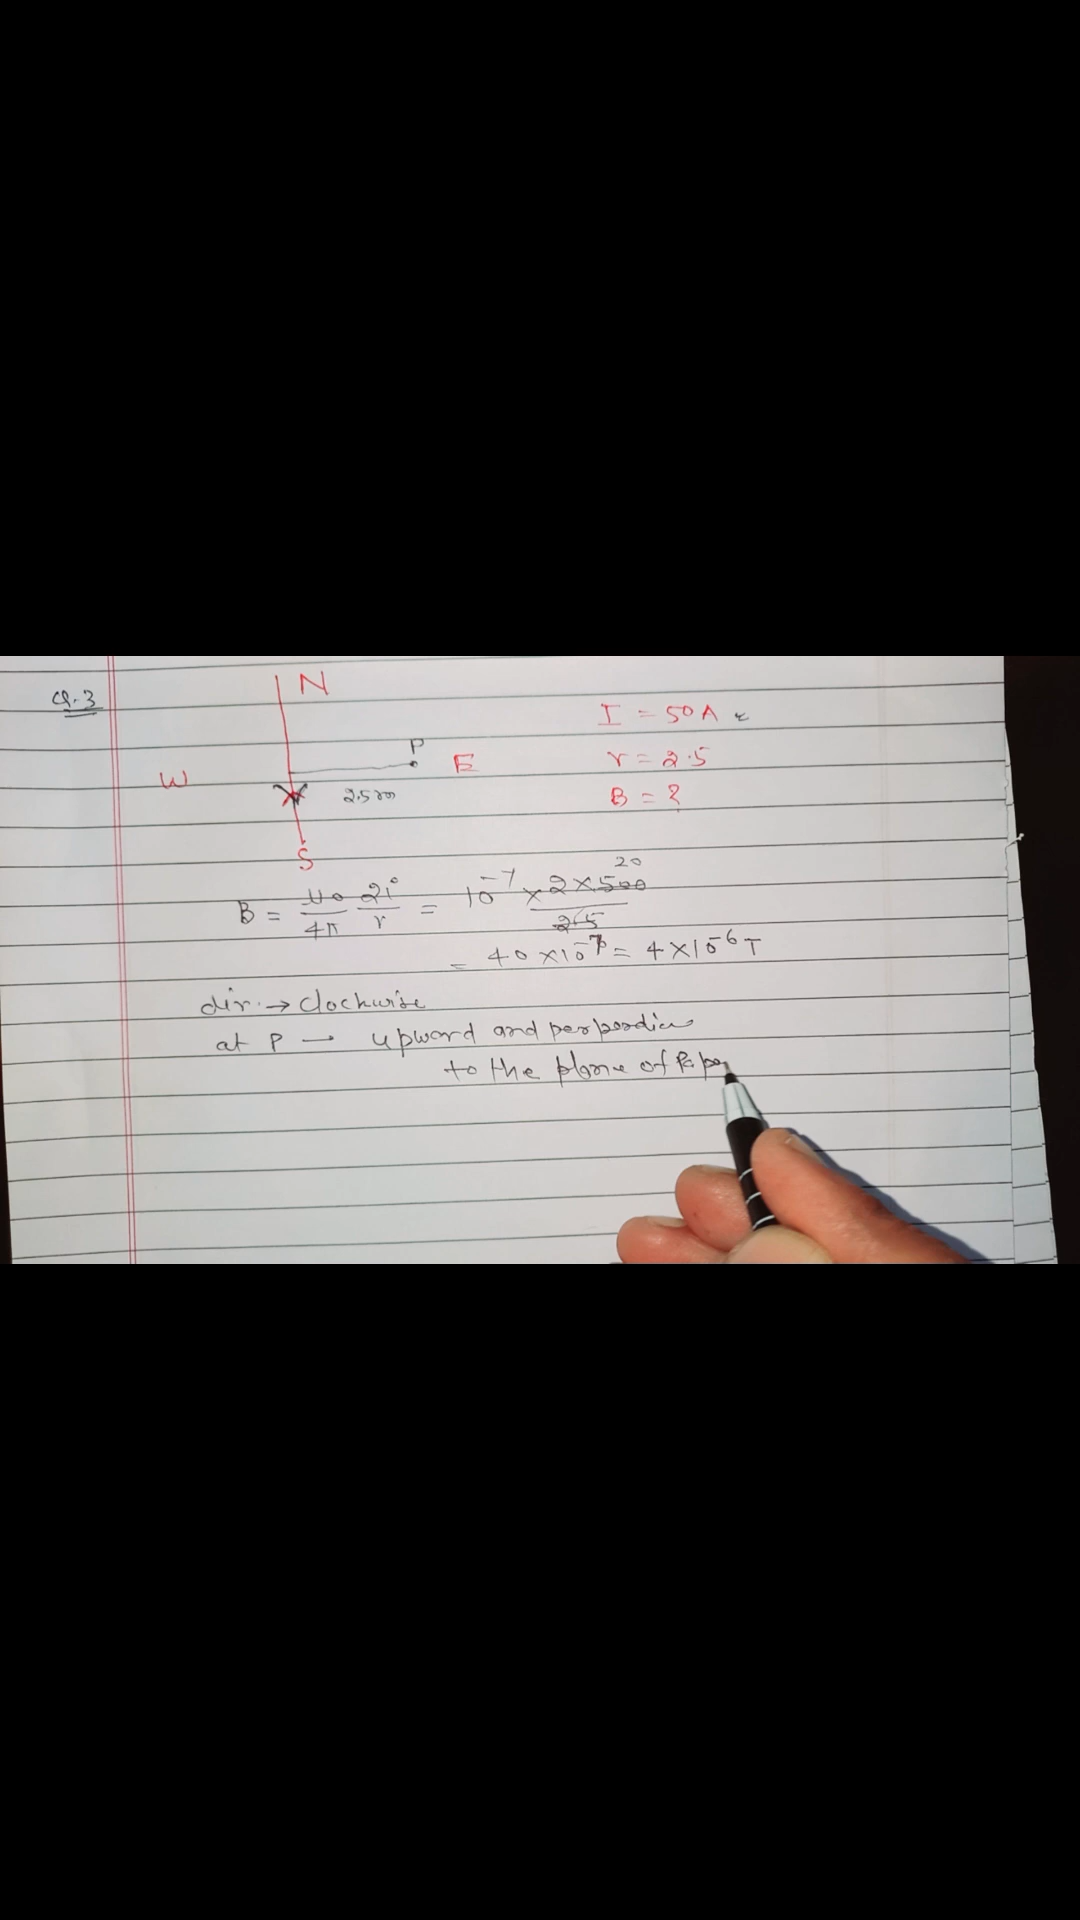 Q.3
N
I = 50A
P
W
E
r = 2.5
2.5m
B = ?
S
B = μ0/4π 2i/r = 10^-7 × 2 × 500/25 20
= 40 × 10^-7 = 4 × 10^-6 T
dir. → Clockwise
at P → upward and perpendicu
to the plane of Pape